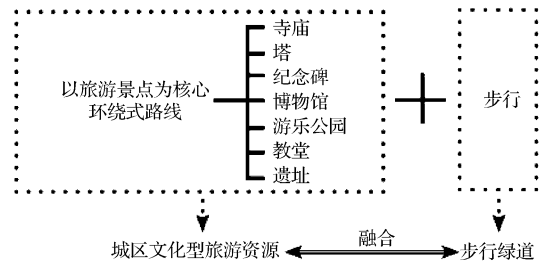 寺庙
塔
纪念碑
以旅游景点为核心
环绕式路线
博物馆
步行
游乐公园
教堂
遗址
融合
城区文化型旅游资源
步行绿道